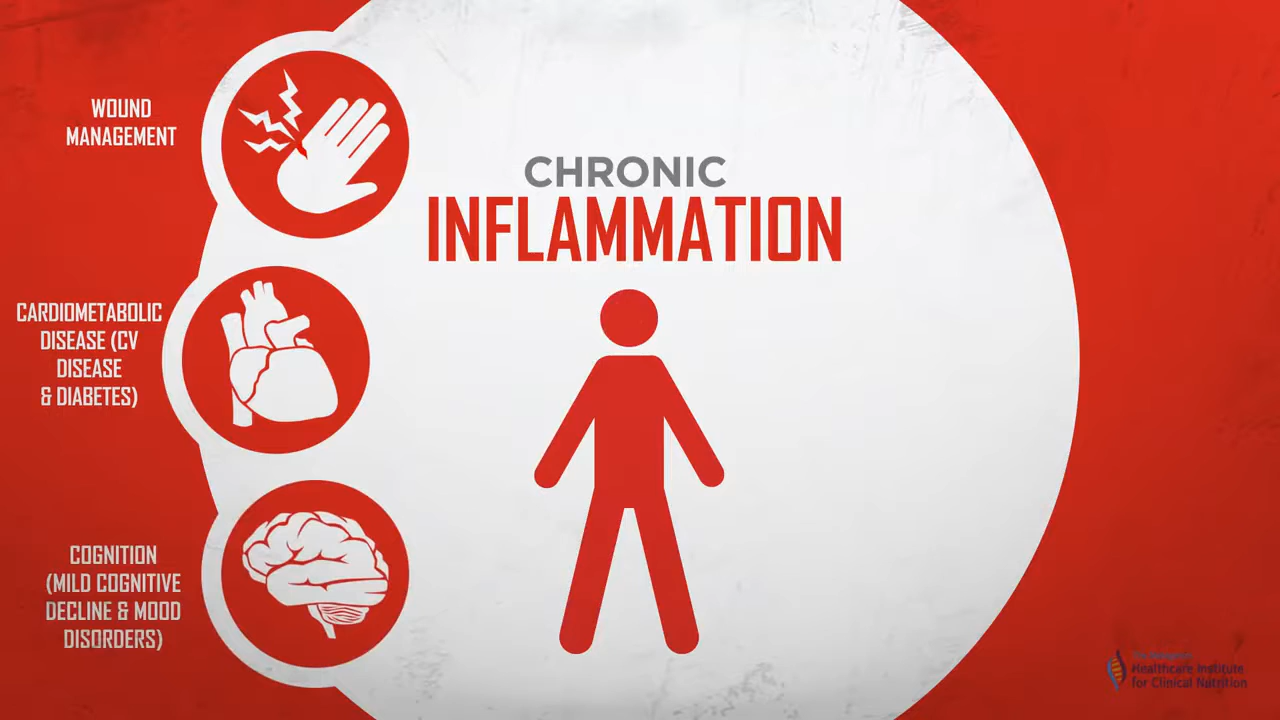 WOUND
MANAGEMENT
CHRONIC
INFLAMMATION
CARDIOMETABOLIC
DISEASE (CV
DISEASE
& DIABETES)
COGNITION
(MILD COGNITIVE
DECLINE & MOOD
DISORDERS)
Healthcare Institute
for Clinical Nutrition